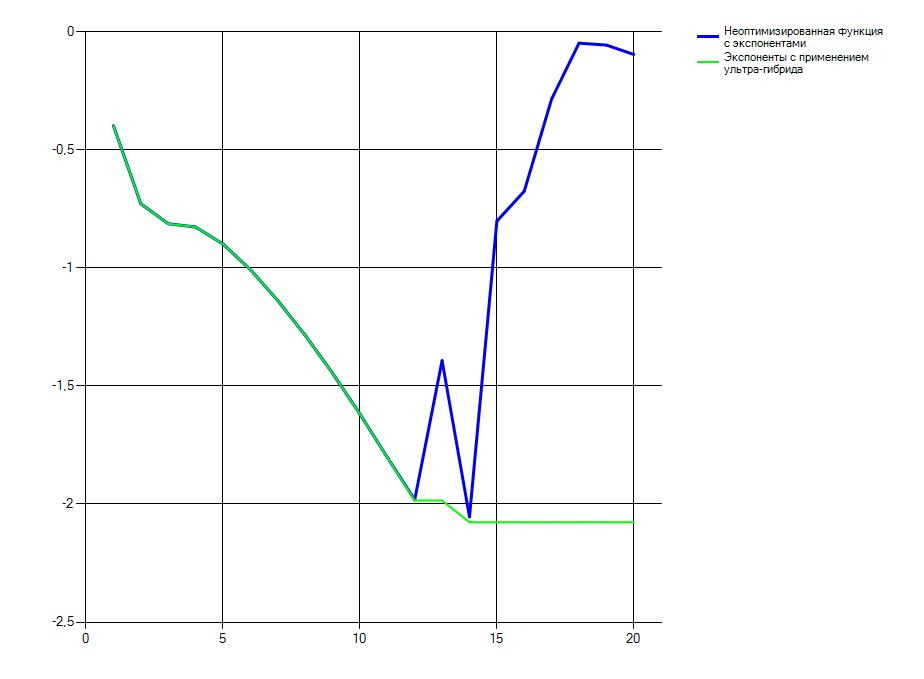 0
-0,5
-1
-1,5
-2
-2,5
0 5 10 15 20
Неоптимизированная функция
с экспонентами
Экспоненты с применением
ультра-гибрида